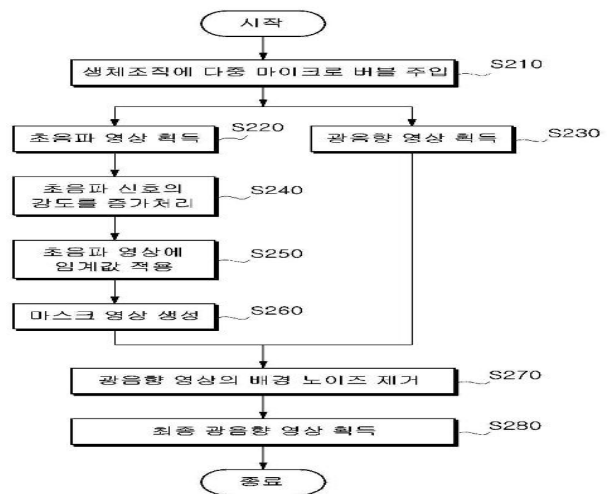 시작
생체조직에 다중 마이크로 버블 주입
S210
초음파 영상 획득
S220
광음향 영상 획득
S230
초음파 신호의
강도를 증가처리
S240
초음파 영상에
임계값 적용
S250
마스크 영상 생성
S260
광음향 영상의 배경 노이즈 제거
S270
최종 광음향 영상 획득
S280
종료